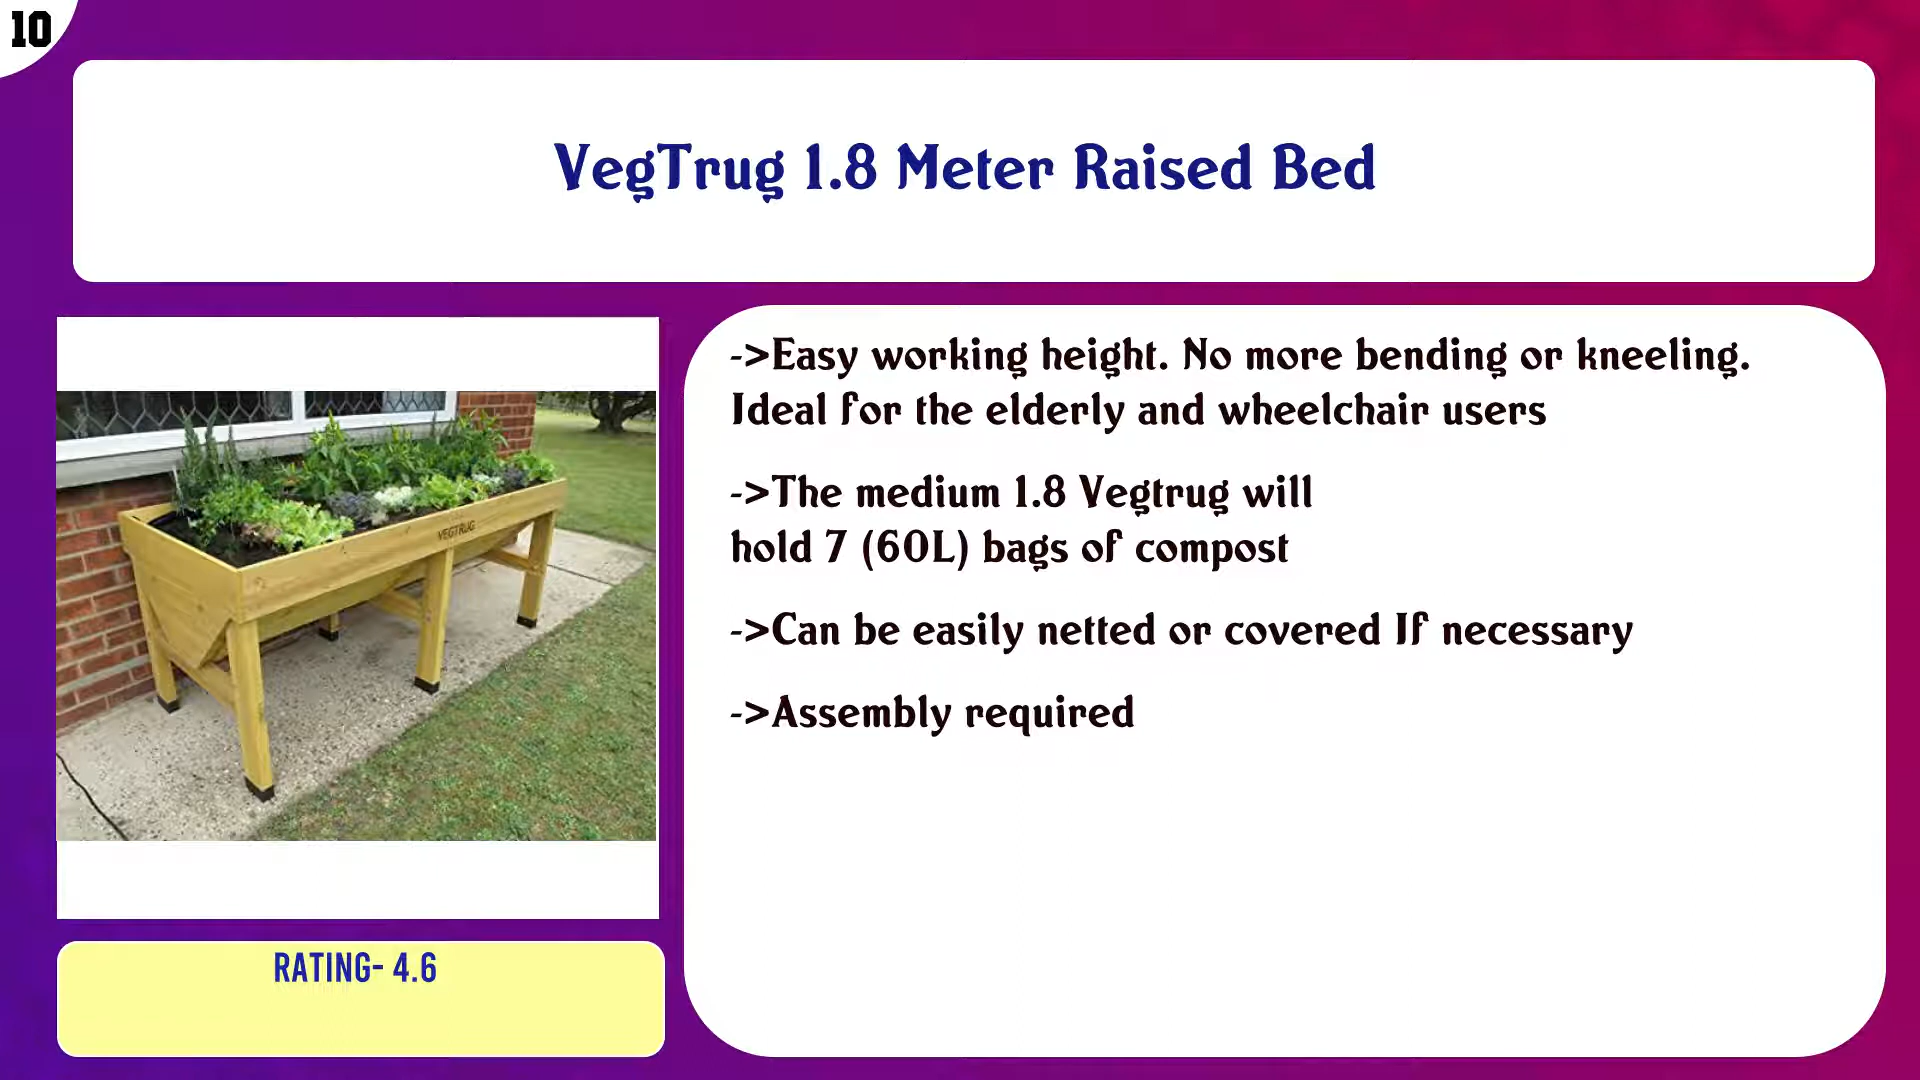 10
VegTrug 1.8 Meter Raised Bed
->Easy working height. No more bending or kneeling.
Ideal for the elderly and wheelchair users
->The medium 1.8 Vegtrug will
hold 7 (60L) bags of compost
->Can be easily netted or covered If necessary
->Assembly required
VEGTRUG
RATING- 4.6